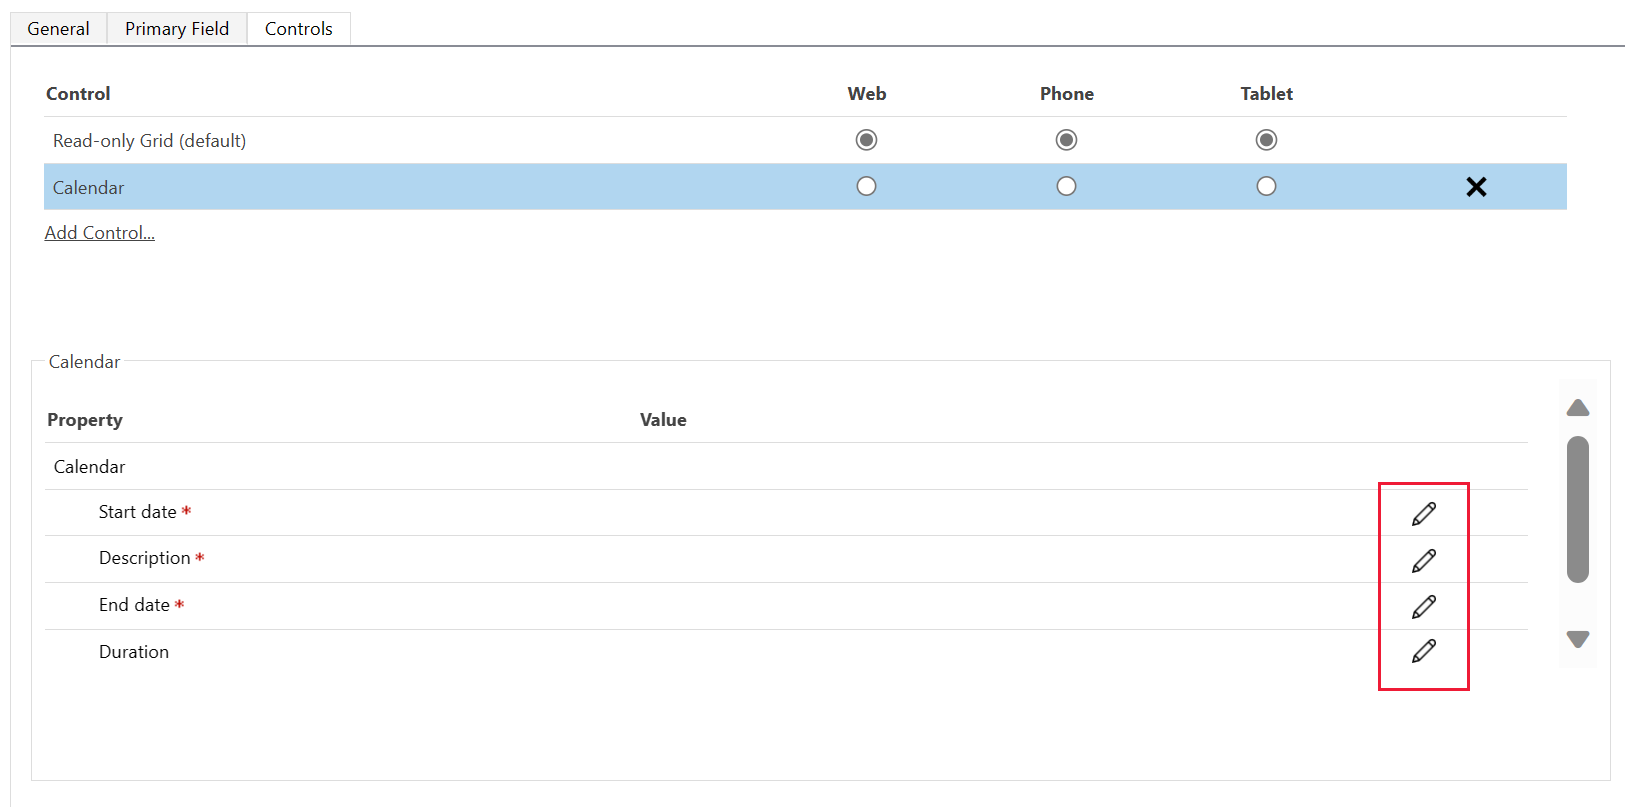 General Primary Field Controls
Control Web Phone Tablet
Read-only Grid (default)
Calendar
Add Control...
Calendar
Property Value
Calendar
Start date *
Description *
End date *
Duration